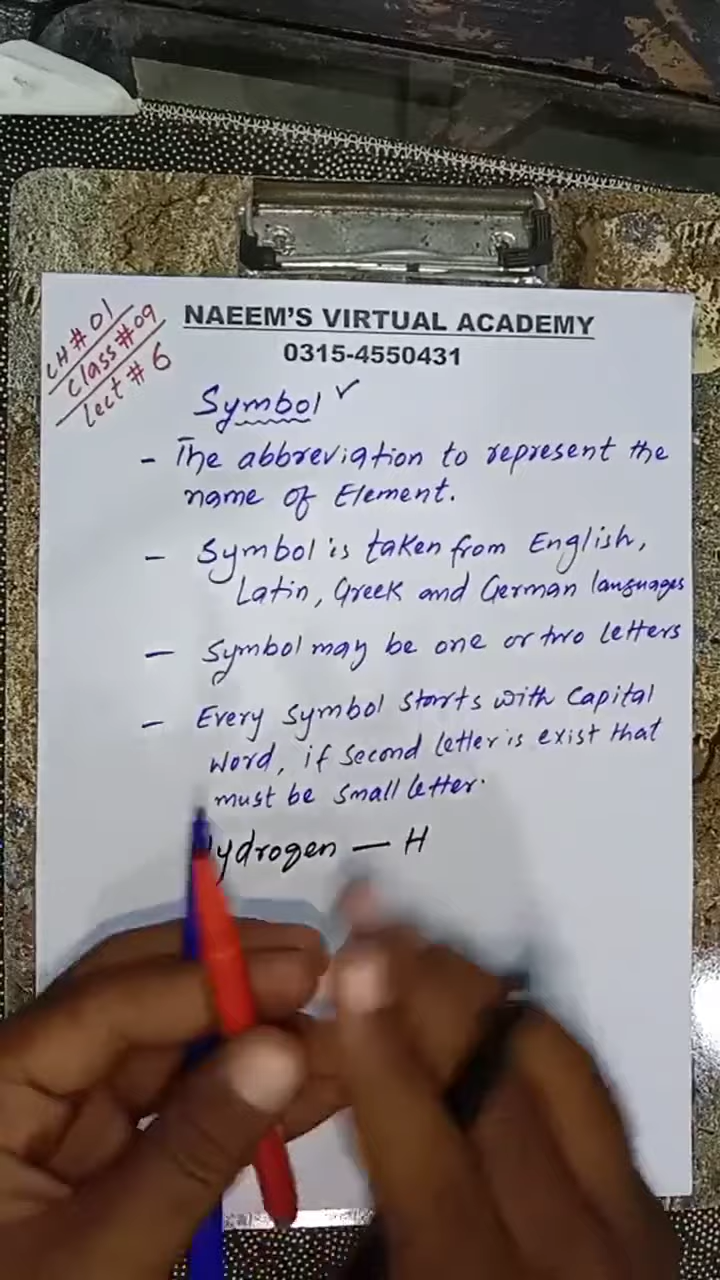 CH # 01
Class # 09
Lect # 6
NAEEM'S VIRTUAL ACADEMY
0315-4550431
Symbol ✓
- The abbreviation to represent the
name of Element.
- Symbol is taken from English,
Latin, Greek and German languages
- Symbol may be one or two letters
- Every symbol starts with Capital
word, if second letter is exist that
must be small letter.
Hydrogen — H